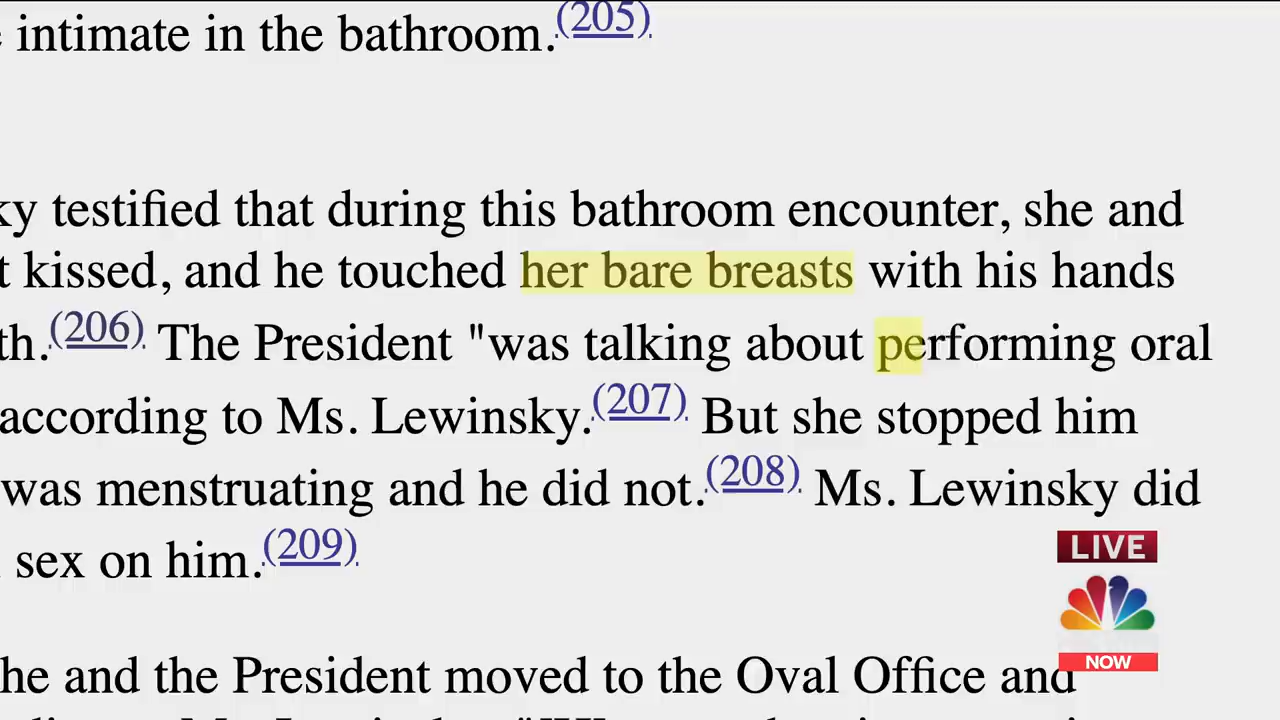 intimate in the bathroom.(205)
ky testified that during this bathroom encounter, she and
t kissed, and he touched her bare breasts with his hands
th.(206) The President "was talking about performing oral
according to Ms. Lewinsky.(207) But she stopped him
was menstruating and he did not.(208) Ms. Lewinsky did
sex on him.(209)
LIVE
NOW
he and the President moved to the Oval Office and